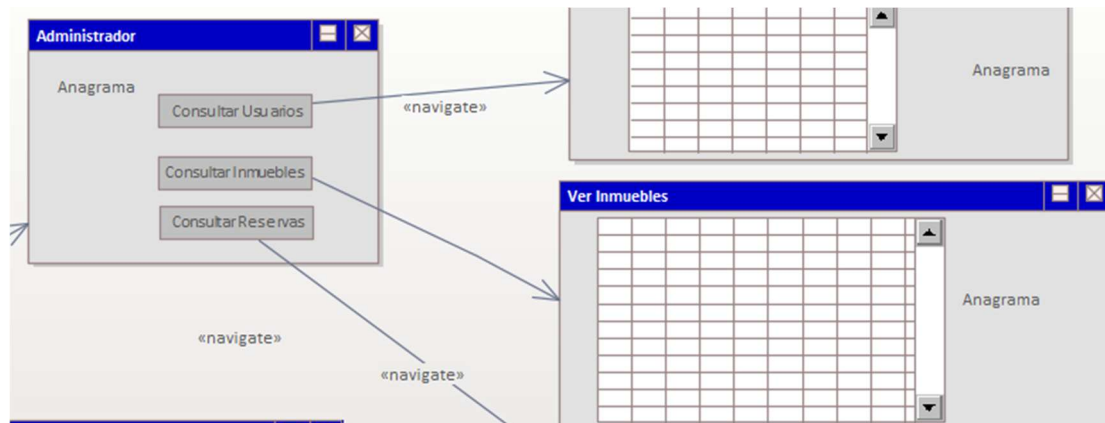 Administrador
Anagrama
Consultar Usuarios
Consultar Inmuebles
Consultar Reservas
«navigate»
Anagrama
Ver Inmuebles
Anagrama
«navigate»
«navigate»